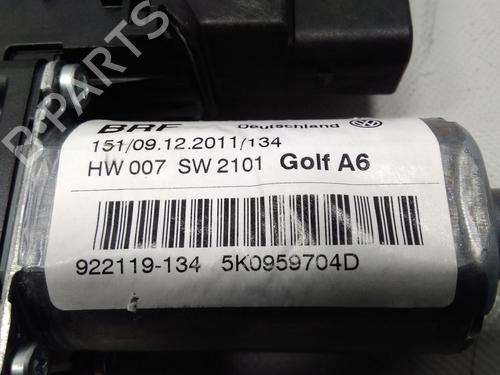 B-PARTS
BRF Deutschland
151/09.12.2011/134
HW 007 SW 2101 Golf A6
922119-134 5K0959704D